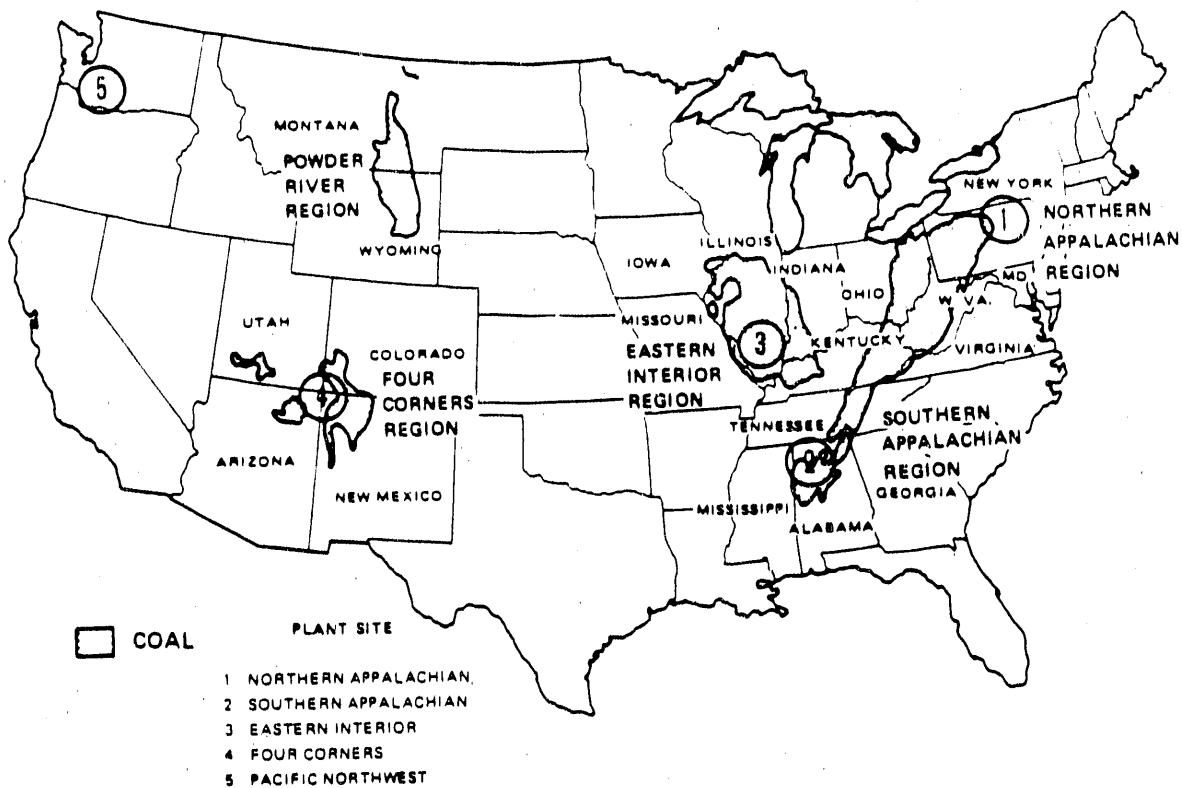 5
MONTANA
POWDER
RIVER
REGION
WYOMING
NEW YORK
1
NORTHERN
APPALACHIAN
REGION
ILLINOIS
IOWA
INDIANA
OHIO
MD.
W. VA.
UTAH
MISSOURI
3
KENTUCKY
VIRGINIA
EASTERN
INTERIOR
REGION
COLORADO
FOUR
CORNERS
REGION
4
TENNESSEE
SOUTHERN
APPALACHIAN
REGION
2
ARIZONA
NEW MEXICO
GEORGIA
MISSISSIPPI
ALABAMA
COAL
PLANT SITE
1 NORTHERN APPALACHIAN
2 SOUTHERN APPALACHIAN
3 EASTERN INTERIOR
4 FOUR CORNERS
5 PACIFIC NORTHWEST